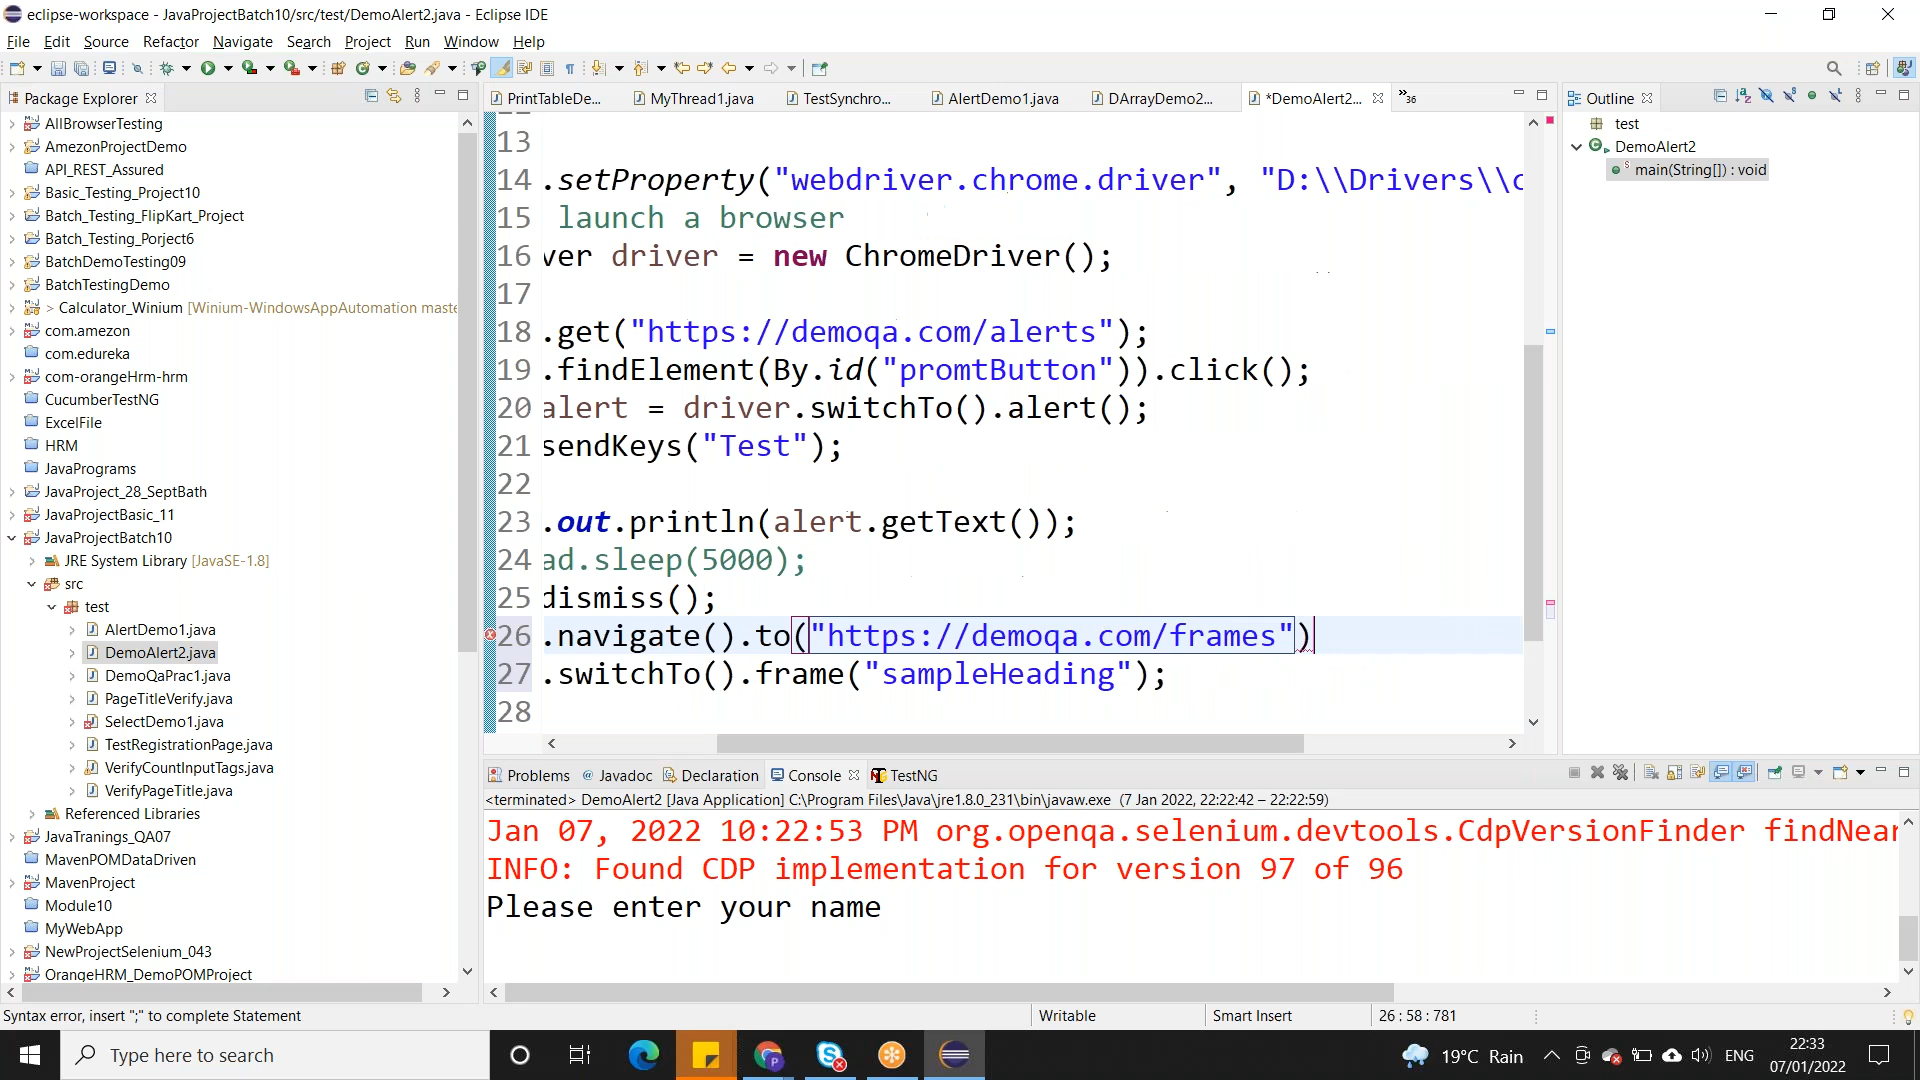 eclipse-workspace - JavaProjectBatch10/src/test/DemoAlert2.java - Eclipse IDE
File Edit Source Refactor Navigate Search Project Run Window Help
Package Explorer
PrintTableDe...
MyThread1.java
TestSynchro...
AlertDemo1.java
DArrayDemo2...
*DemoAlert2...
»36
Outline
AllBrowserTesting
AmezonProjectDemo
API_REST_Assured
Basic_Testing_Project10
Batch_Testing_FlipKart_Project
Batch_Testing_Porject6
BatchDemoTesting09
BatchTestingDemo
> Calculator_Winium [Winium-WindowsAppAutomation maste
com.amezon
com.edureka
com-orangeHrm-hrm
CucumberTestNG
ExcelFile
HRM
JavaPrograms
JavaProject_28_SeptBath
JavaProjectBasic_11
JavaProjectBatch10
JRE System Library [JavaSE-1.8]
src
test
AlertDemo1.java
DemoAlert2.java
DemoQaPrac1.java
PageTitleVerify.java
SelectDemo1.java
TestRegistrationPage.java
VerifyCountInputTags.java
VerifyPageTitle.java
Referenced Libraries
JavaTranings_QA07
MavenPOMDataDriven
MavenProject
Module10
MyWebApp
NewProjectSelenium_043
OrangeHRM_DemoPOMProject
13
14 .setProperty("webdriver.chrome.driver", "D:\\Drivers\\c
15 launch a browser
16 ver driver = new ChromeDriver();
17
18 .get("https://demoqa.com/alerts");
19 .findElement(By.id("promtButton")).click();
20 alert = driver.switchTo().alert();
21 sendKeys("Test");
22
23 .out.println(alert.getText());
24 ad.sleep(5000);
25 dismiss();
26 .navigate().to("https://demoqa.com/frames")
27 .switchTo().frame("sampleHeading");
28
test
DemoAlert2
main(String[]) : void
Problems @ Javadoc Declaration Console TestNG
<terminated> DemoAlert2 [Java Application] C:\Program Files\Java\jre1.8.0_231\bin\javaw.exe (7 Jan 2022, 22:22:42 – 22:22:59)
Jan 07, 2022 10:22:53 PM org.openqa.selenium.devtools.CdpVersionFinder findNear
INFO: Found CDP implementation for version 97 of 96
Please enter your name
Syntax error, insert ";" to complete Statement
Writable
Smart Insert
26 : 58 : 781
Type here to search
19°C Rain
ENG
22:33
07/01/2022